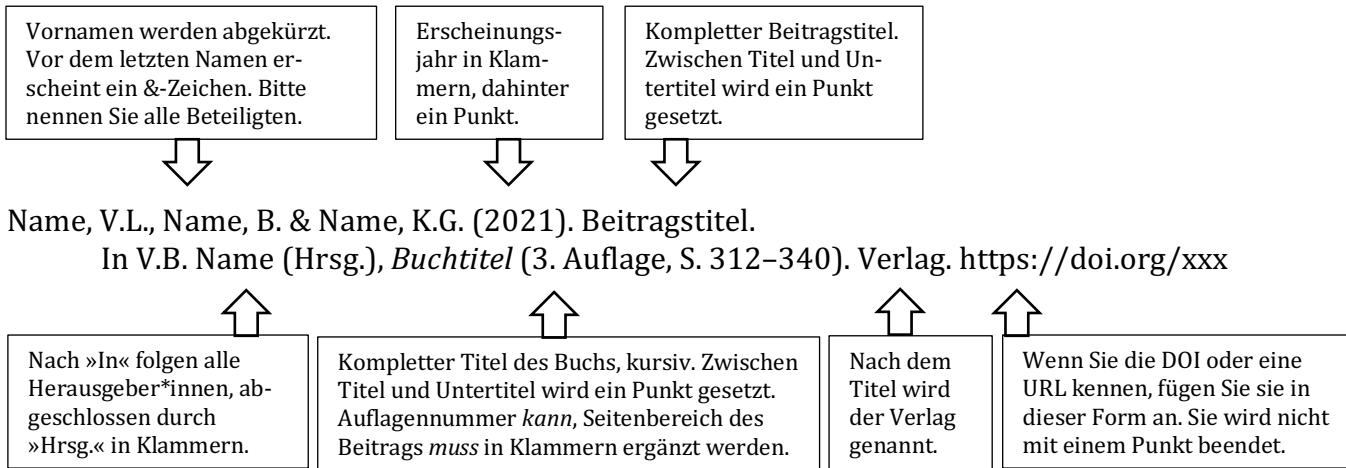 Vornamen werden abgekürzt.
Vor dem letzten Namen er-
scheint ein &-Zeichen. Bitte
nennen Sie alle Beteiligten.
Erscheinungs-
jahr in Klam-
mern, dahinter
ein Punkt.
Kompletter Beitragstitel.
Zwischen Titel und Un-
tertitel wird ein Punkt
gesetzt.
Name, V.L., Name, B. & Name, K.G. (2021). Beitragstitel.
In V.B. Name (Hrsg.), Buchtitel (3. Auflage, S. 312–340). Verlag. https://doi.org/xxx
Nach »In« folgen alle
Herausgeber*innen, ab-
geschlossen durch
»Hrsg.« in Klammern.
Kompletter Titel des Buchs, kursiv. Zwischen
Titel und Untertitel wird ein Punkt gesetzt.
Auflagennummer kann, Seitenbereich des
Beitrags muss in Klammern ergänzt werden.
Nach dem
Titel wird
der Verlag
genannt.
Wenn Sie die DOI oder eine
URL kennen, fügen Sie sie in
dieser Form an. Sie wird nicht
mit einem Punkt beendet.